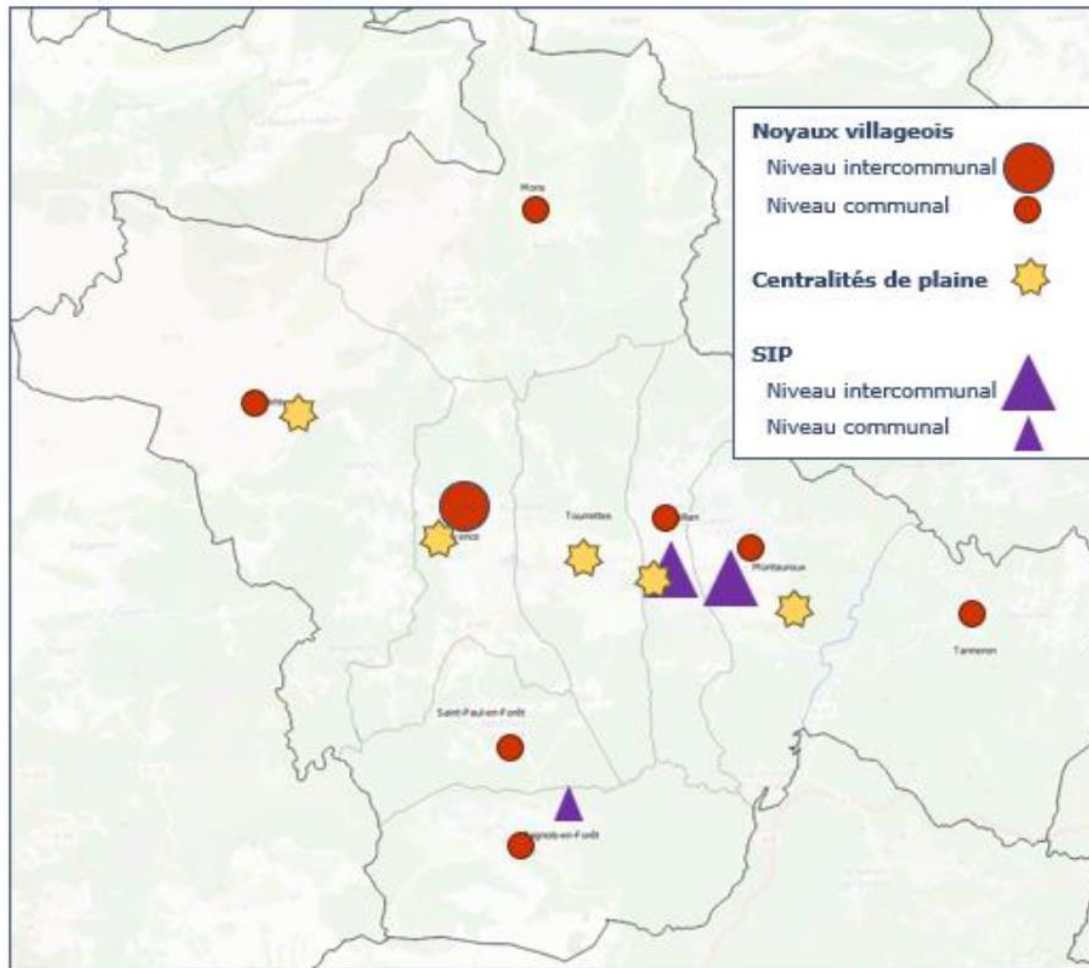 Noyaux villageois
Niveau intercommunal
Niveau communal
Centralités de plaine
SIP
Niveau intercommunal
Niveau communal
Mons
Tourrettes
Montauroux
Tanneron
Saint-Paul-en-Forêt